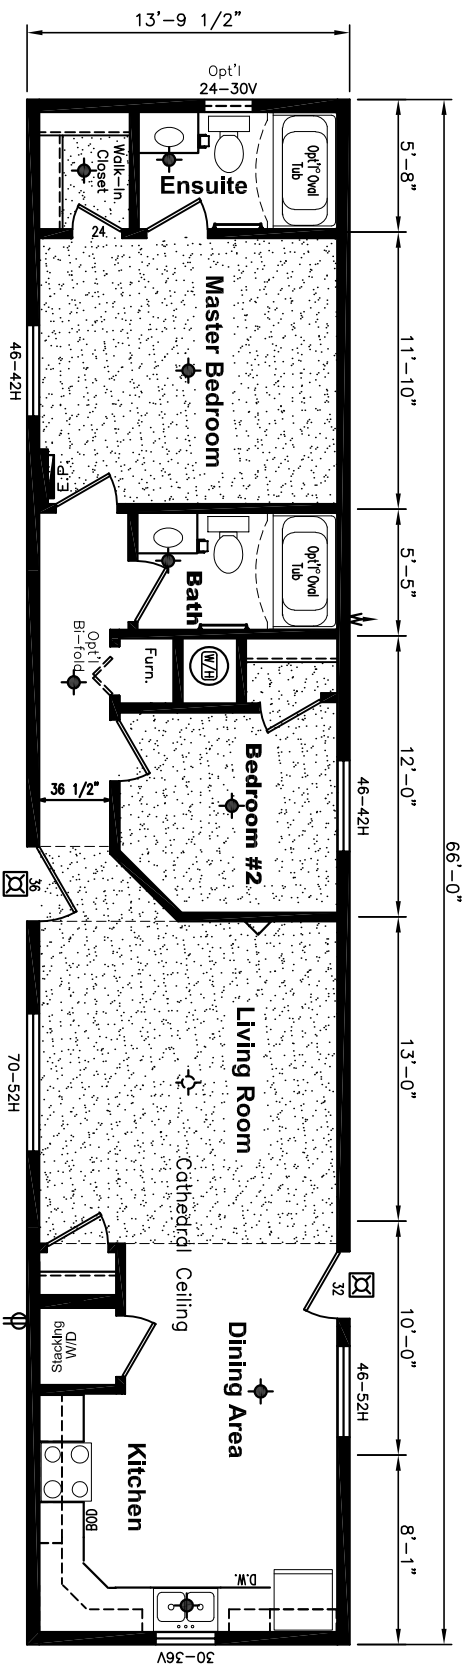 13'-9 1/2"
Opt'l
24-30V
5'-8"
Opt'l Oval
Tub
Walk-In
Closet
Ensuite
24
66'-0"
11'-10"
Master Bedroom
46-42H
E.P.
5'-5"
Opt'l Oval
Tub
Bath
W
Opt'l
Bi-fold
Furn.
W/H
12'-0"
Bedroom #2
46-42H
36 1/2"
36
13'-0"
Living Room
70-52H
Cathedral Ceiling
32
10'-0"
46-52H
Dining Area
W/D
Stacking
Kitchen
BOD
8'-1"
D.W.
30-36V